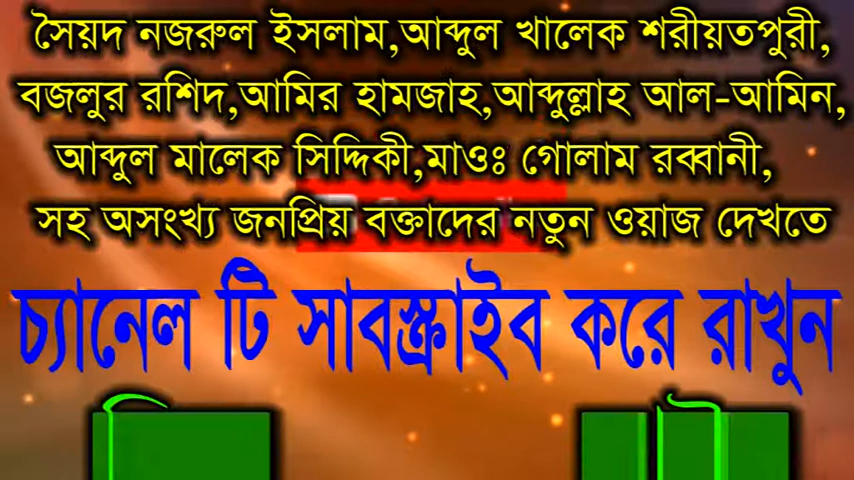 সৈয়দ নজরুল ইসলাম,আব্দুল খালেক শরীয়তপুরী,
বজলুর রশিদ,আমির হামজাহ,আব্দুল্লাহ আল-আমিন,
আব্দুল মালেক সিদ্দিকী,মাওঃ গোলাম রব্বানী,
সহ অসংখ্য জনপ্রিয় বক্তাদের নতুন ওয়াজ দেখতে
চ্যানেল টি সাবস্ক্রাইব করে রাখুন